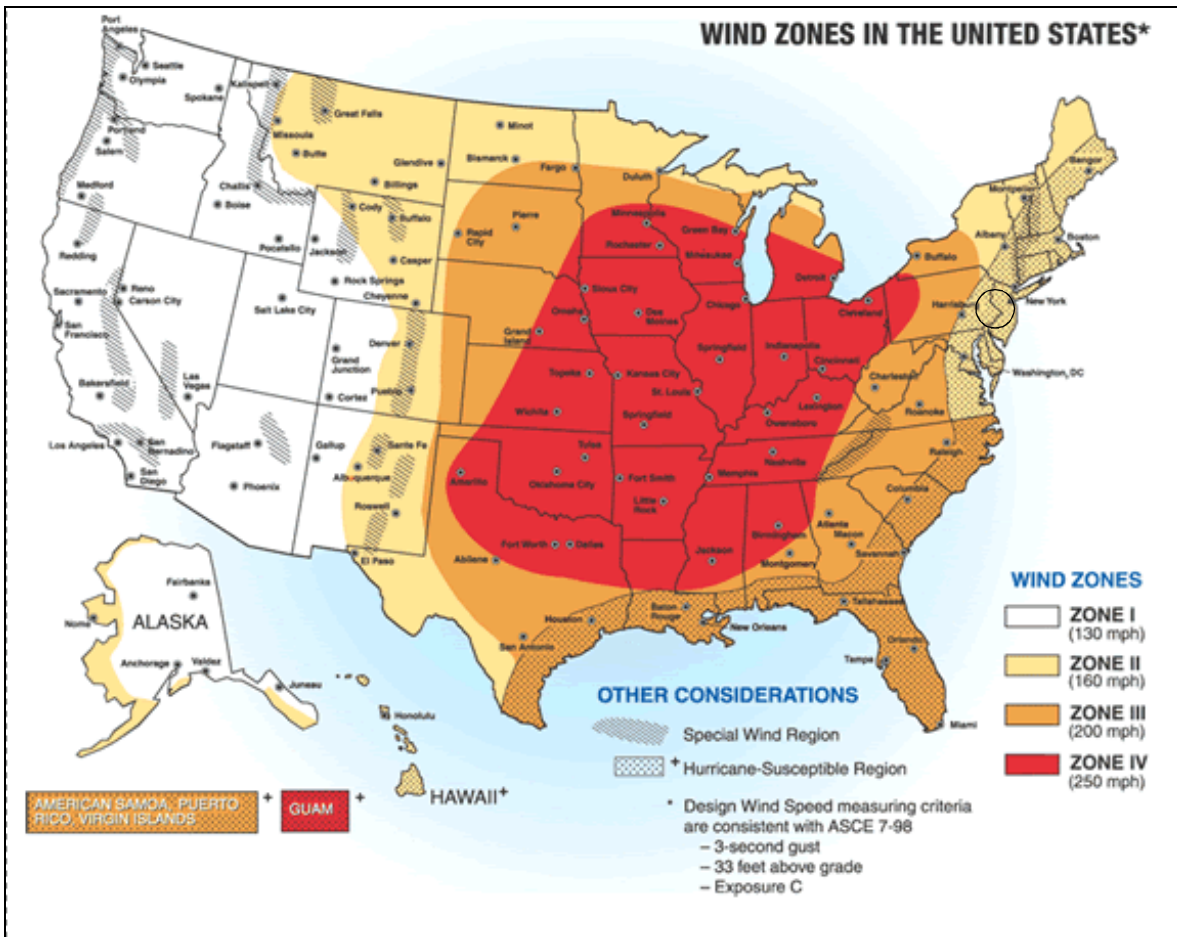 WIND ZONES IN THE UNITED STATES*
Port
Angeles
Seattle
Olympia
Spokane
Kalispell
Great Falls
Portland
Salem
Missoula
Butte
Glendive
Billings
Minot
Bismarck
Fargo
Duluth
Medford
Challis
Boise
Cody
Buffalo
Pierre
Rapid
City
Minneapolis
Rochester
Green Bay
Milwaukee
Bangor
Montpelier
Albany
Boston
Buffalo
Redding
Pocatello
Jackson
Casper
Rock Springs
Cheyenne
Sioux City
Detroit
Chicago
Cleveland
Harrisburg
New York
Sacramento
Reno
Carson City
Salt Lake City
San
Francisco
Omaha
Des
Moines
Grand
Island
Denver
Grand
Junction
Pueblo
Cortez
Springfield
Indianapolis
Cincinnati
Charleston
Washington, DC
Bakersfield
Las
Vegas
Topeka
Kansas City
St. Louis
Lexington
Roanoke
Wichita
Springfield
Owensboro
Los Angeles
San
Bernadino
San
Diego
Flagstaff
Gallup
Sante Fe
Albuquerque
Phoenix
Roswell
Tulsa
Amarillo
Oklahoma City
Fort Smith
Little
Rock
Memphis
Nashville
Raleigh
Columbia
Atlanta
Macon
Birmingham
Montgomery
Savannah
El Paso
Abilene
Fort Worth
Dallas
Jackson
Tallahassee
Houston
Baton
Rouge
New Orleans
San Antonio
Orlando
Tampa
Miami
Fairbanks
Nome
ALASKA
Anchorage
Valdez
Juneau
Honolulu
HAWAII+
AMERICAN SAMOA, PUERTO
RICO, VIRGIN ISLANDS
+
GUAM
+
OTHER CONSIDERATIONS
Special Wind Region
+ Hurricane-Susceptible Region
* Design Wind Speed measuring criteria
are consistent with ASCE 7-98
– 3-second gust
– 33 feet above grade
– Exposure C
WIND ZONES
ZONE I
(130 mph)
ZONE II
(160 mph)
ZONE III
(200 mph)
ZONE IV
(250 mph)